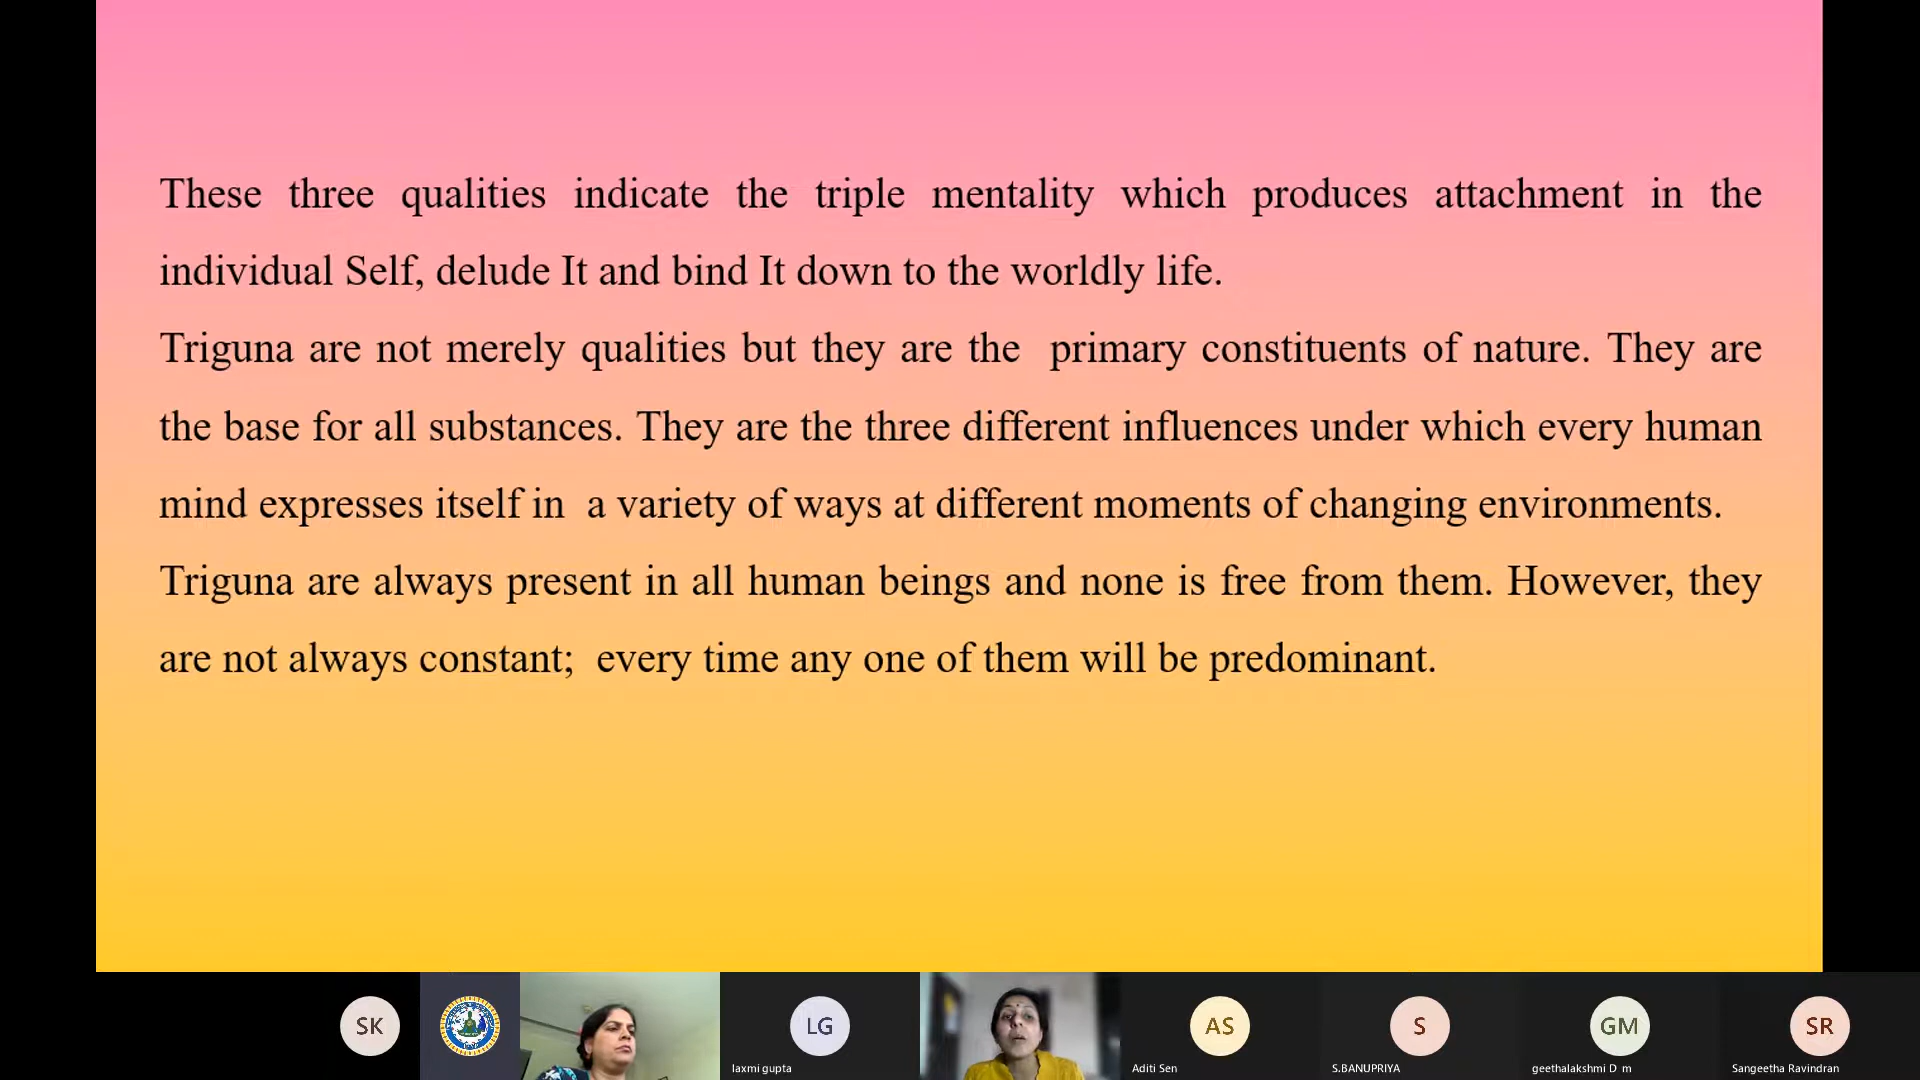 These three qualities indicate the triple mentality which produces attachment in the
individual Self, delude It and bind It down to the worldly life.
Triguna are not merely qualities but they are the primary constituents of nature. They are
the base for all substances. They are the three different influences under which every human
mind expresses itself in a variety of ways at different moments of changing environments.
Triguna are always present in all human beings and none is free from them. However, they
are not always constant; every time any one of them will be predominant.
SK
LG
AS
S
GM
SR
laxmi gupta
Aditi Sen
S.BANUPRIYA
geethalakshmi D m
Sangeetha Ravindran